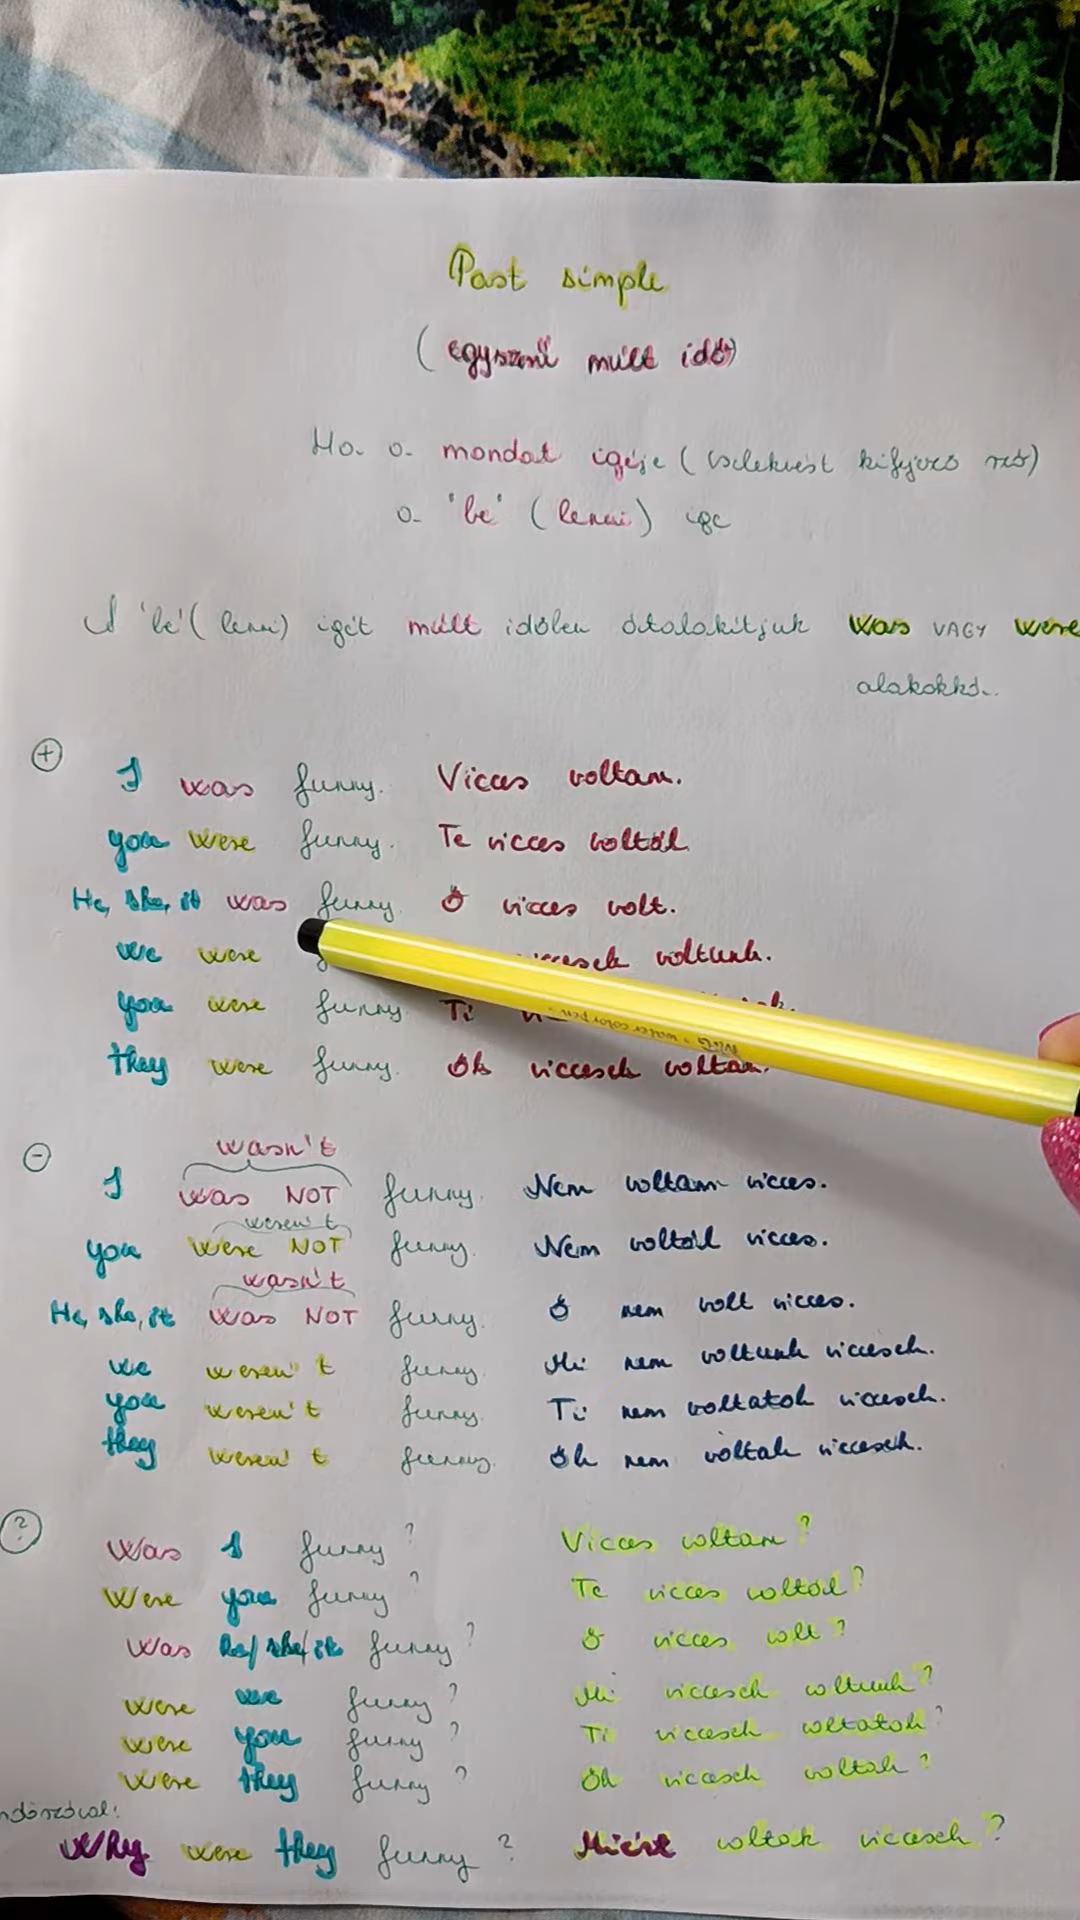 Past simple
(egyszerű múlt idő)
Ha a mondat igéje (cselekvést kifejező szó)
a 'be' (lenni) ige
A 'be' (lenni) igét múlt időben átalakítjuk was VAGY were
alakokká.
+
I was funny. Vicces voltam.
you were funny. Te vicces voltál
He, she, it was funny. Ő vicces volt.
we were viccesek voltunk.
you were funny. Ti
they were funny. Ők viccesek voltak.
-
wasn't
I was NOT funny. Nem voltam vicces.
weren't
you were NOT funny. Nem voltál vicces.
wasn't
He, she, it was NOT funny. Ő nem volt vicces.
we weren't funny. Mi nem voltunk viccesek.
you weren't funny. Ti nem voltatok viccesek.
they weren't funny. Ők nem voltak viccesek.
?
Was I funny? Vicces voltam?
Were you funny? Te vicces voltál?
Was he/she/it funny? Ő vicces volt?
Were we funny? Mi viccesek voltunk?
Were you funny? Ti viccesek voltatok?
Were they funny? Ők viccesek voltak?
Why were they funny? Miért voltak viccesek?